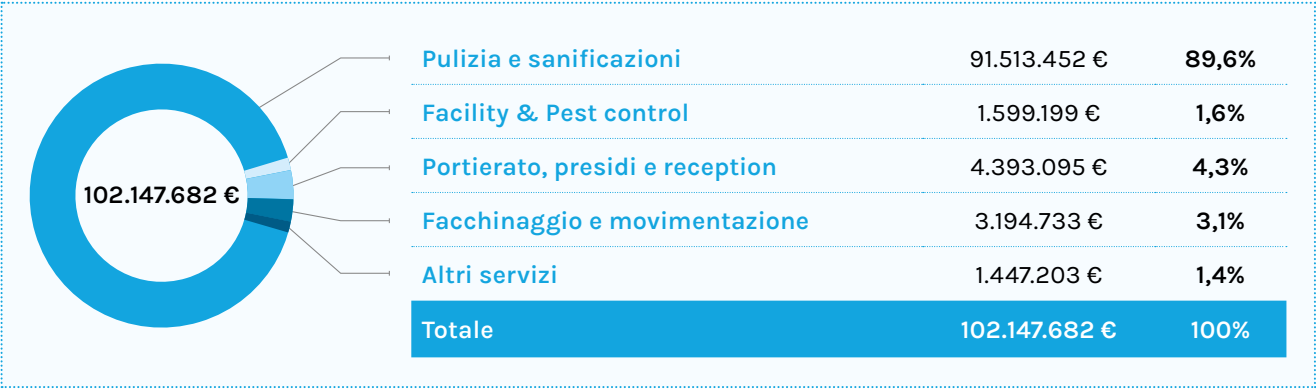 102.147.682 €
Pulizia e sanificazioni 91.513.452 € 89,6%
Facility & Pest control 1.599.199 € 1,6%
Portierato, presidi e reception 4.393.095 € 4,3%
Facchinaggio e movimentazione 3.194.733 € 3,1%
Altri servizi 1.447.203 € 1,4%
Totale 102.147.682 € 100%